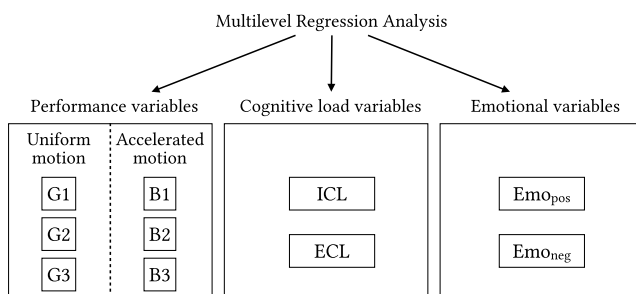 Multilevel Regression Analysis
Performance variables
Cognitive load variables
Emotional variables
Uniform
motion
Accelerated
motion
G1
B1
G2
B2
G3
B3
ICL
ECL
Emopos
Emoneg